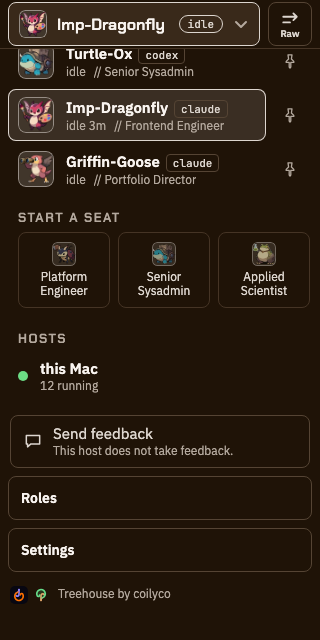 Imp-Dragonfly idle
Raw
Turtle-Ox codex
idle // Senior Sysadmin
Imp-Dragonfly claude
idle 3m // Frontend Engineer
Griffin-Goose claude
idle // Portfolio Director
START A SEAT
Platform Engineer
Senior Sysadmin
Applied Scientist
HOSTS
this Mac
12 running
Send feedback
This host does not take feedback.
Roles
Settings
Treehouse by coilyco